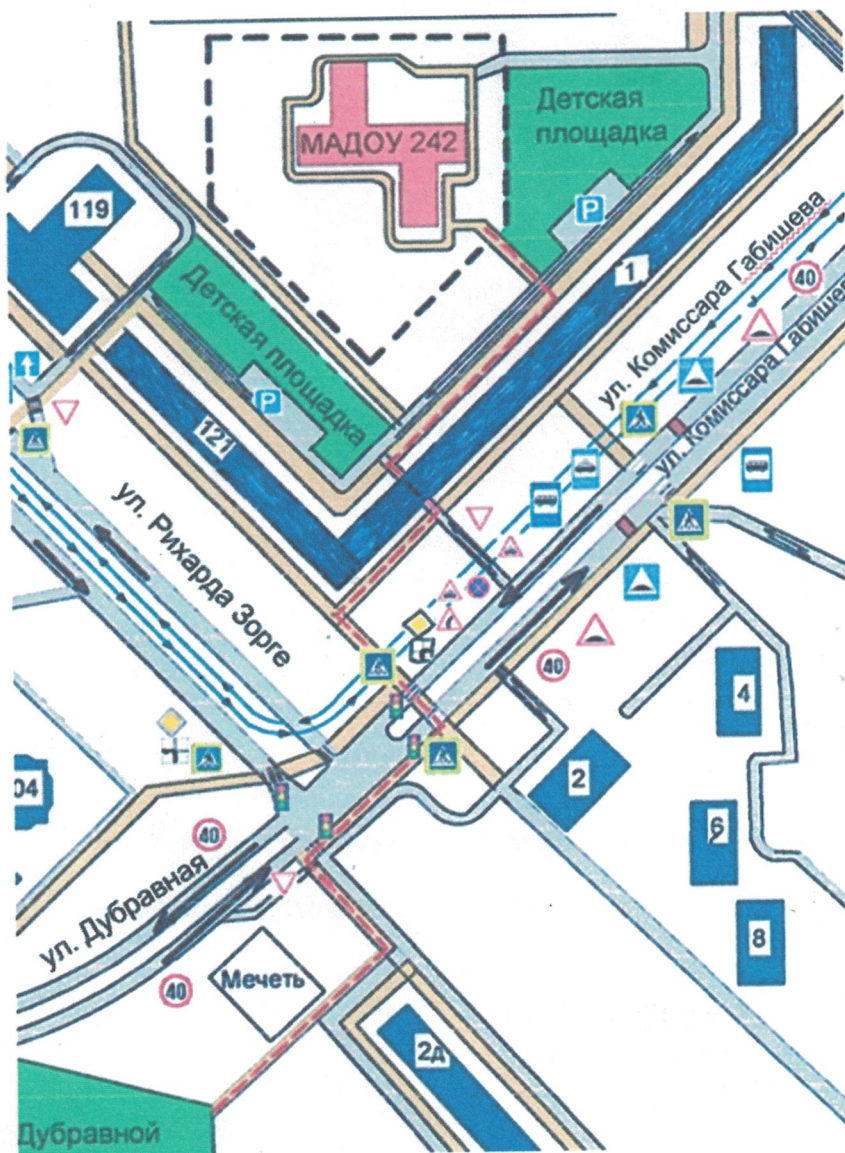 МАДОУ 242
Детская
площадка
P
119
1
ул. Комиссара Габишева
40
Детская площадка
P
ул. Комиссара Габишев
121
ул. Рихарда Зорге
40
4
04
2
40
6
ул. Дубравная
8
40
Мечеть
2д
Дубравной